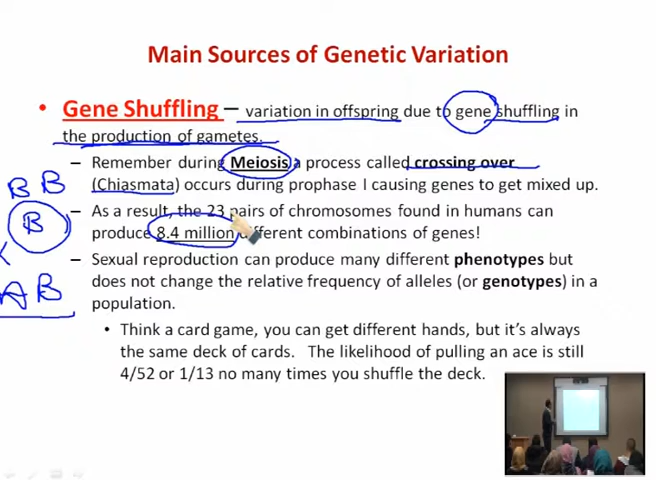 Main Sources of Genetic Variation
• Gene Shuffling – variation in offspring due to gene shuffling in
the production of gametes.
– Remember during Meiosis a process called crossing over
(Chiasmata) occurs during prophase I causing genes to get mixed up.
B B
– As a result, the 23 pairs of chromosomes found in humans can
B
produce 8.4 million different combinations of genes!
– Sexual reproduction can produce many different phenotypes but
does not change the relative frequency of alleles (or genotypes) in a
AB
population.
• Think a card game, you can get different hands, but it's always
the same deck of cards. The likelihood of pulling an ace is still
4/52 or 1/13 no many times you shuffle the deck.